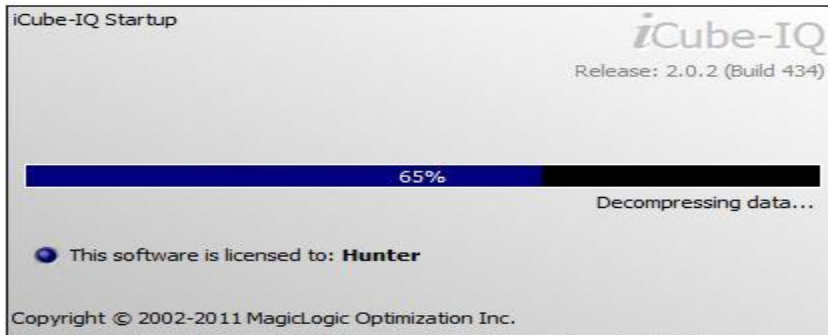 iCube-IQ Startup
iCube-IQ
Release: 2.0.2 (Build 434)
65%
Decompressing data...
This software is licensed to: Hunter
Copyright © 2002-2011 MagicLogic Optimization Inc.